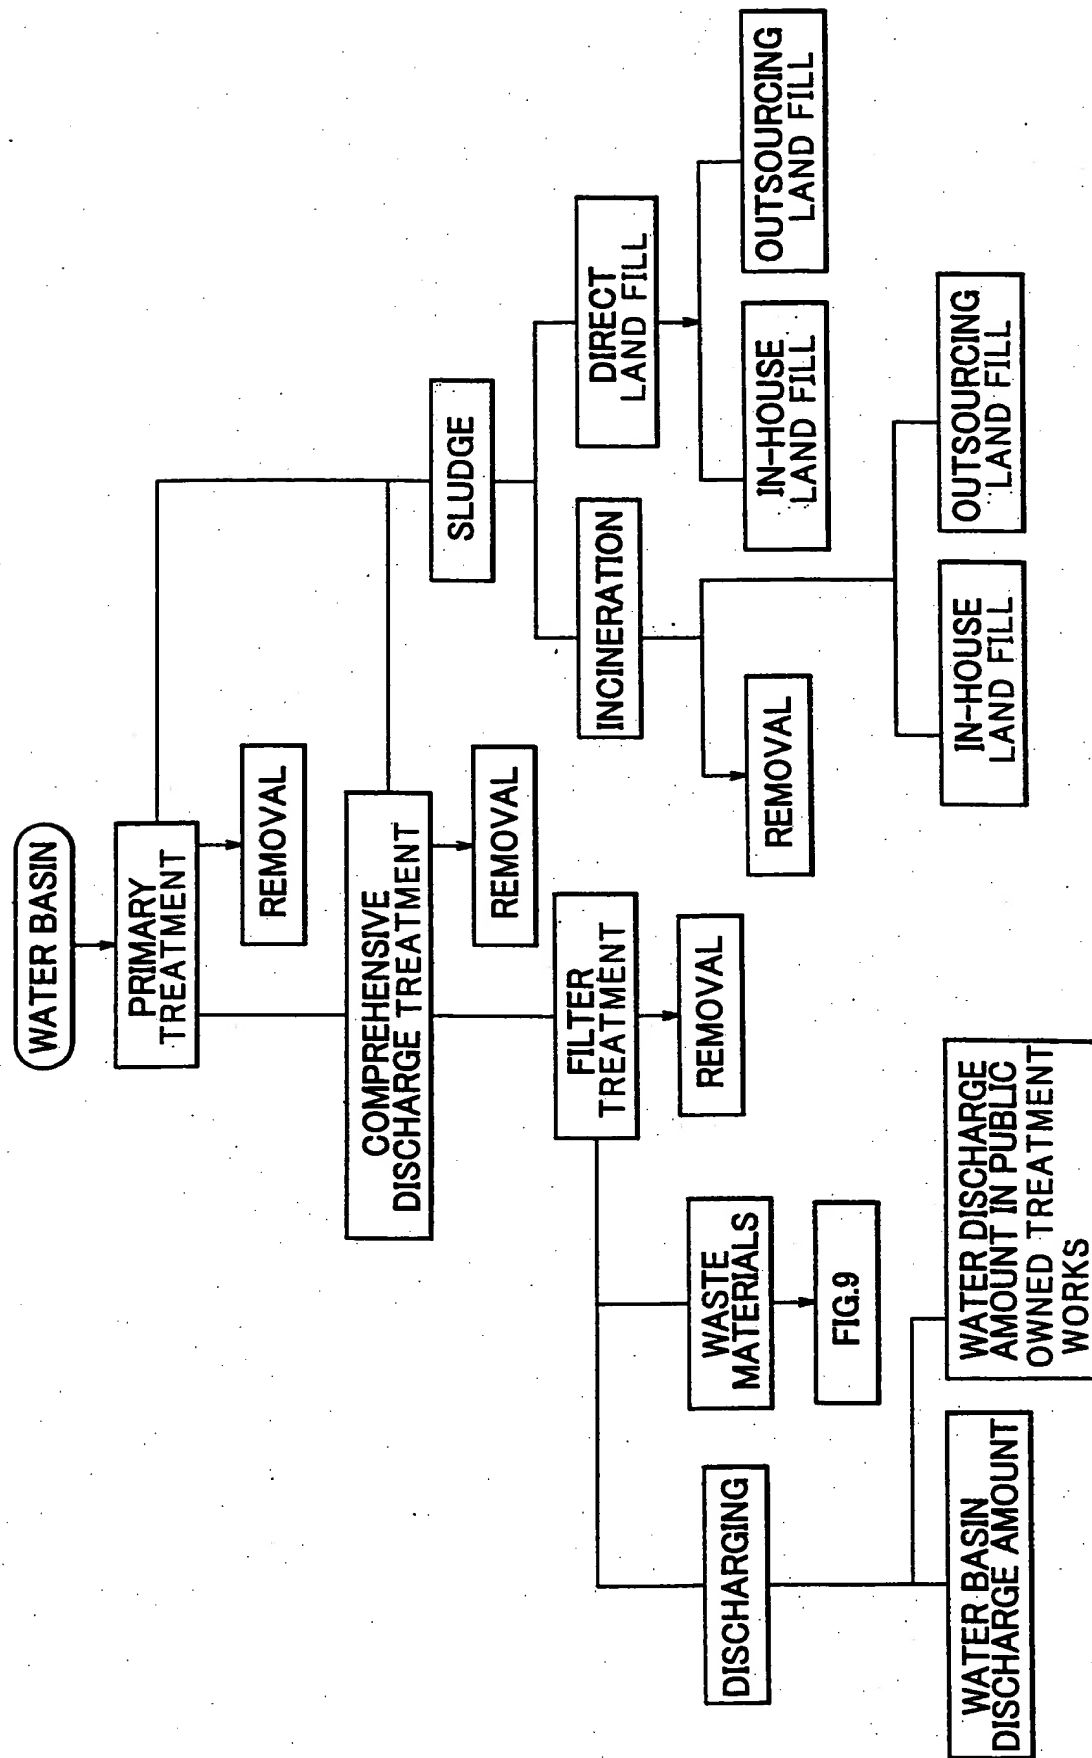 WATER BASIN
PRIMARY
TREATMENT
REMOVAL
COMPREHENSIVE
DISCHARGE TREATMENT
REMOVAL
SLUDGE
FILTER
TREATMENT
REMOVAL
INCINERATION
DIRECT
LAND FILL
DISCHARGING
WASTE
MATERIALS
FIG.9
REMOVAL
IN-HOUSE
LAND FILL
OUTSOURCING
LAND FILL
WATER BASIN
DISCHARGE AMOUNT
WATER DISCHARGE
AMOUNT IN PUBLIC
OWNED TREATMENT
WORKS
IN-HOUSE
LAND FILL
OUTSOURCING
LAND FILL